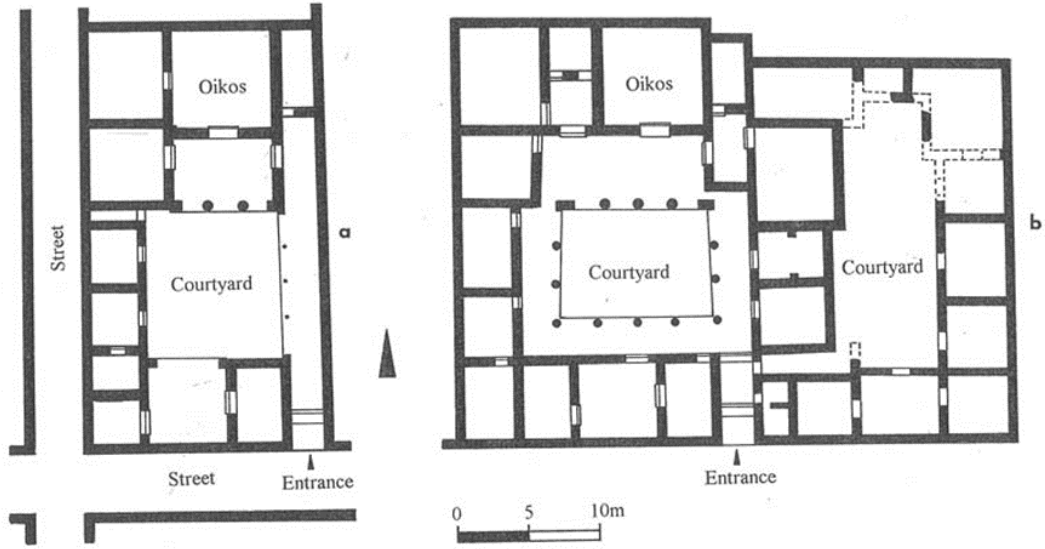 Oikos
a
Street
Courtyard
Street
Entrance
Oikos
b
Courtyard
Courtyard
Entrance
0 5 10m